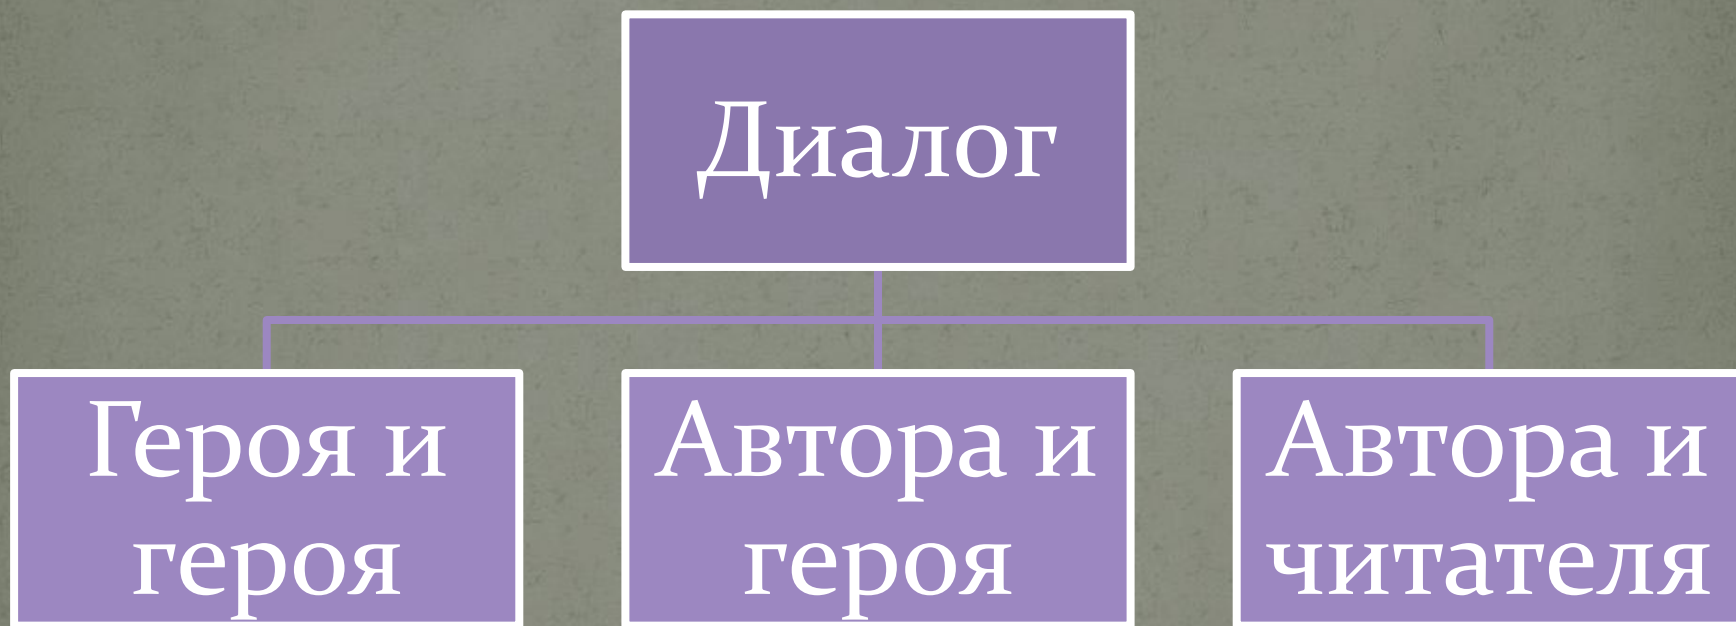 Диалог
Героя и
героя
Автора и
героя
Автора и
читателя